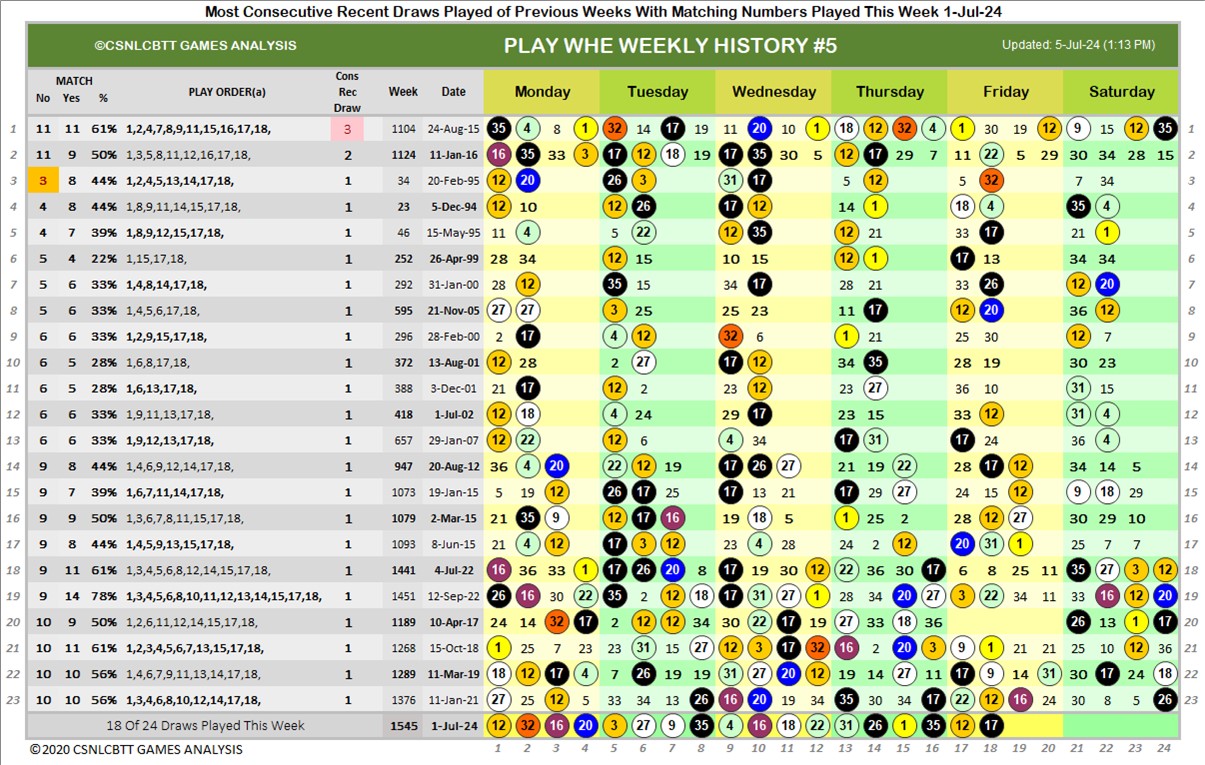 Most Consecutive Recent Draws Played of Previous Weeks With Matching Numbers Played This Week 1-Jul-24
©CSNLCBTT GAMES ANALYSIS PLAY WHE WEEKLY HISTORY #5 Updated: 5-Jul-24 (1:13 PM)
MATCH
No Yes % PLAY ORDER(a) Cons Rec Draw Week Date Monday Tuesday Wednesday Thursday Friday Saturday
1 11 11 61% 1,2,4,7,8,9,11,15,16,17,18, 3 1104 24-Aug-15 35 4 8 1 32 14 17 19 11 20 10 1 18 12 32 4 1 30 19 12 9 15 12 35 1
2 11 9 50% 1,3,5,8,11,12,16,17,18, 2 1124 11-Jan-16 16 35 33 3 17 12 18 19 17 35 30 5 12 17 29 7 11 22 5 29 30 34 28 15 2
3 3 8 44% 1,2,4,5,13,14,17,18, 1 34 20-Feb-95 12 20 26 3 31 17 5 12 5 32 7 34 3
4 4 8 44% 1,8,9,11,14,15,17,18, 1 23 5-Dec-94 12 10 12 26 17 12 14 1 18 4 35 4 4
5 4 7 39% 1,8,9,12,15,17,18, 1 46 15-May-95 11 4 5 22 12 35 12 21 33 17 21 1 5
6 5 4 22% 1,15,17,18, 1 252 26-Apr-99 28 34 12 15 10 15 12 1 17 13 34 34 6
7 5 6 33% 1,4,8,14,17,18, 1 292 31-Jan-00 28 12 35 15 34 17 28 21 33 26 12 20 7
8 5 6 33% 1,4,5,6,17,18, 1 595 21-Nov-05 27 27 3 25 25 23 11 17 12 20 36 12 8
9 6 6 33% 1,2,9,15,17,18, 1 296 28-Feb-00 2 17 4 12 32 6 1 21 25 30 12 7 9
10 6 5 28% 1,6,8,17,18, 1 372 13-Aug-01 12 28 2 27 17 12 34 35 28 19 30 23 10
11 6 5 28% 1,6,13,17,18, 1 388 3-Dec-01 21 17 12 2 23 12 23 27 36 10 31 15 11
12 6 6 33% 1,9,11,13,17,18, 1 418 1-Jul-02 12 18 4 24 29 17 23 15 33 12 31 4 12
13 6 6 33% 1,9,12,13,17,18, 1 657 29-Jan-07 12 22 12 6 4 34 17 31 17 24 36 4 13
14 9 8 44% 1,4,6,9,12,14,17,18, 1 947 20-Aug-12 36 4 20 22 12 19 17 26 27 21 19 22 28 17 12 34 14 5 14
15 9 7 39% 1,6,7,11,14,17,18, 1 1073 19-Jan-15 5 19 12 26 17 25 17 13 21 17 29 27 24 15 12 9 18 29 15
16 9 9 50% 1,3,6,7,8,11,15,17,18, 1 1079 2-Mar-15 21 35 9 12 17 16 19 18 5 1 25 2 28 12 27 30 29 10 16
17 9 8 44% 1,4,5,9,13,15,17,18, 1 1093 8-Jun-15 21 4 12 17 3 12 23 4 28 24 2 12 20 31 1 25 7 7 17
18 9 11 61% 1,3,4,5,6,8,12,14,15,17,18, 1 1441 4-Jul-22 16 36 33 1 17 26 20 8 17 19 30 12 22 36 30 17 6 8 25 11 35 27 3 12 18
19 9 14 78% 1,3,4,5,6,8,10,11,12,13,14,15,17,18, 1 1451 12-Sep-22 26 16 30 22 35 2 12 18 17 31 27 1 28 34 20 27 3 22 34 11 33 16 12 20 19
20 10 9 50% 1,2,6,11,12,14,15,17,18, 1 1189 10-Apr-17 24 14 32 17 2 12 12 34 30 22 17 19 27 33 18 36 26 13 1 17 20
21 10 11 61% 1,2,4,5,6,7,13,15,17,18, 1 1268 15-Oct-18 1 25 7 23 23 31 15 27 12 3 17 32 16 2 20 3 9 1 21 21 25 10 12 36 21
22 10 10 56% 1,4,6,7,9,11,13,14,17,18, 1 1289 11-Mar-19 18 12 17 4 7 26 19 19 31 27 20 12 19 14 27 11 17 9 14 31 30 17 24 18 22
23 10 10 56% 1,3,4,6,8,10,12,14,17,18, 1 1376 11-Jan-21 27 25 12 5 33 34 13 26 16 20 19 30 35 30 34 17 22 12 16 24 30 8 5 26 23
18 Of 24 Draws Played This Week 1545 1-Jul-24 12 32 16 20 3 27 9 35 4 16 18 22 31 26 1 35 12 17
©2020 CSNLCBTT GAMES ANALYSIS 1 2 3 4 5 6 7 8 9 10 11 12 13 14 15 16 17 18 19 20 21 22 23 24